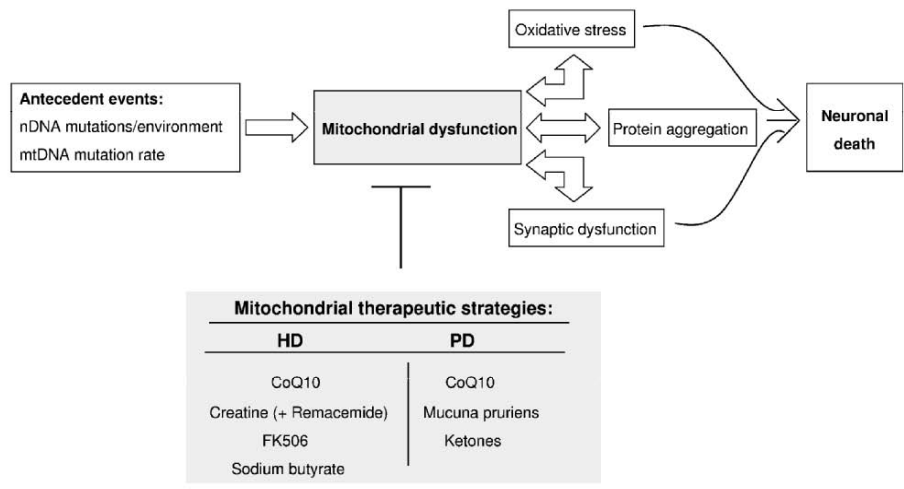 Oxidative stress
Antecedent events:
nDNA mutations/environment
mtDNA mutation rate
Mitochondrial dysfunction
Protein aggregation
Neuronal
death
Synaptic dysfunction
Mitochondrial therapeutic strategies:
HD PD
CoQ10 CoQ10
Creatine (+ Remacemide) Mucuna pruriens
FK506 Ketones
Sodium butyrate